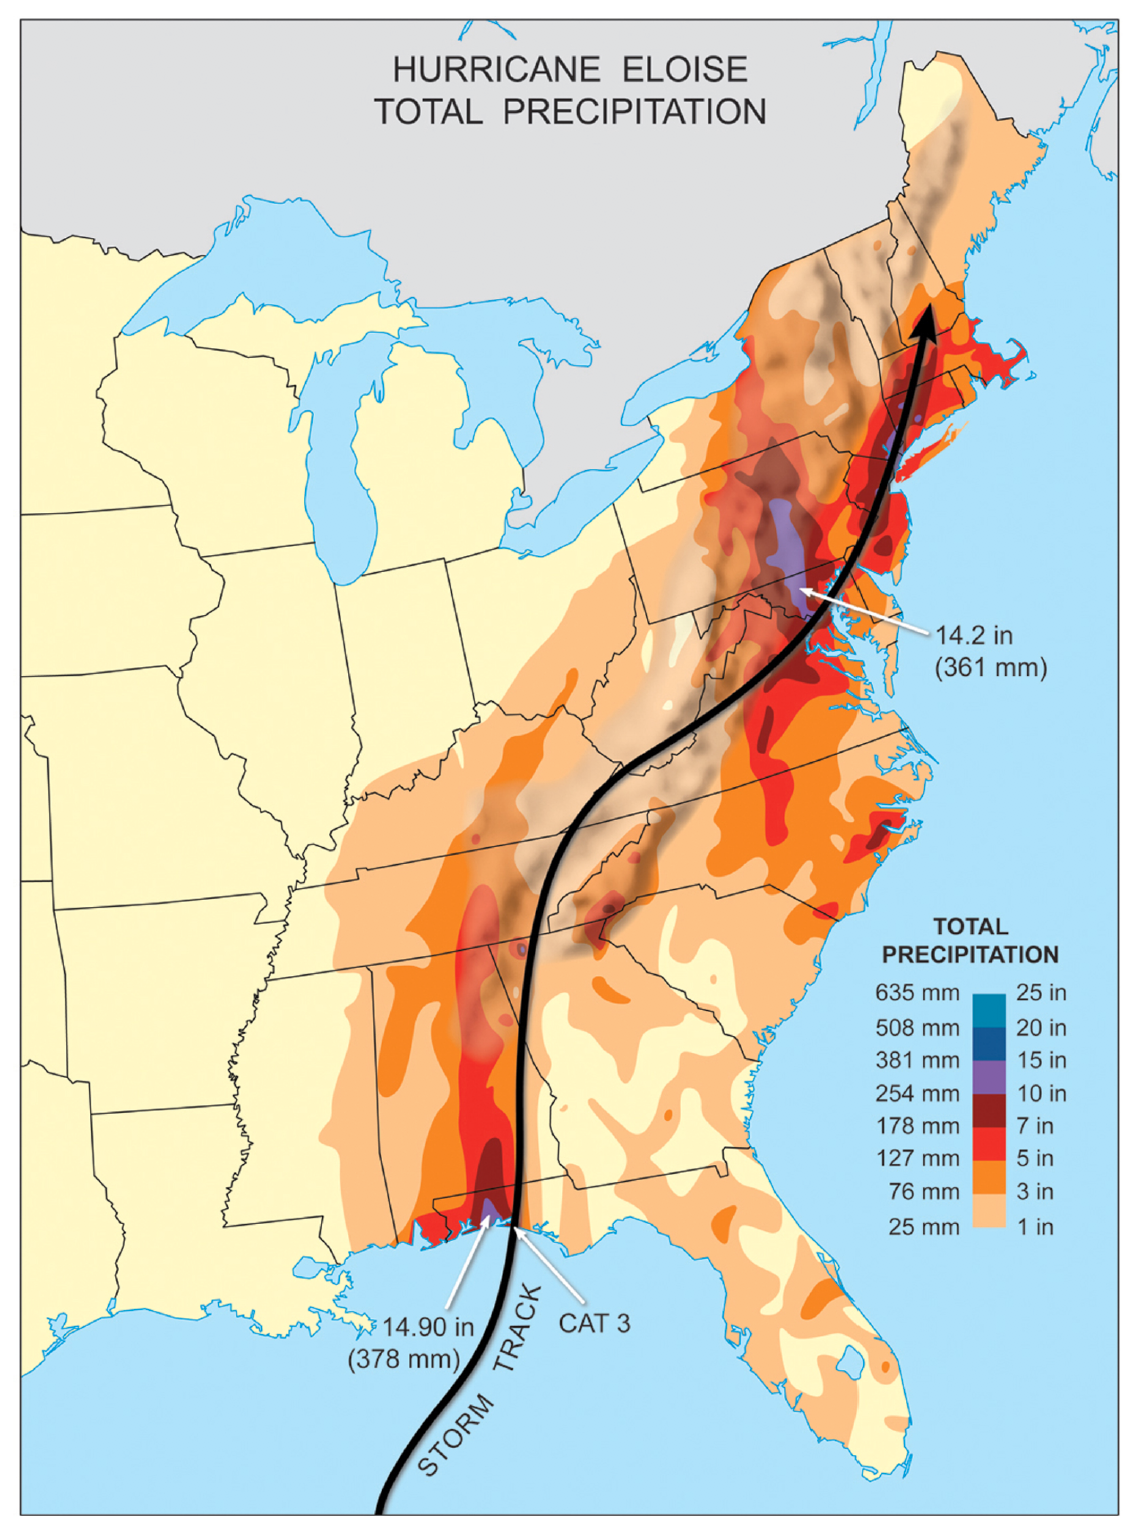 HURRICANE ELOISE
TOTAL PRECIPITATION
14.2 in
(361 mm)
TOTAL
PRECIPITATION
635 mm 25 in
508 mm 20 in
381 mm 15 in
254 mm 10 in
178 mm 7 in
127 mm 5 in
76 mm 3 in
25 mm 1 in
14.90 in
(378 mm)
CAT 3
STORM TRACK